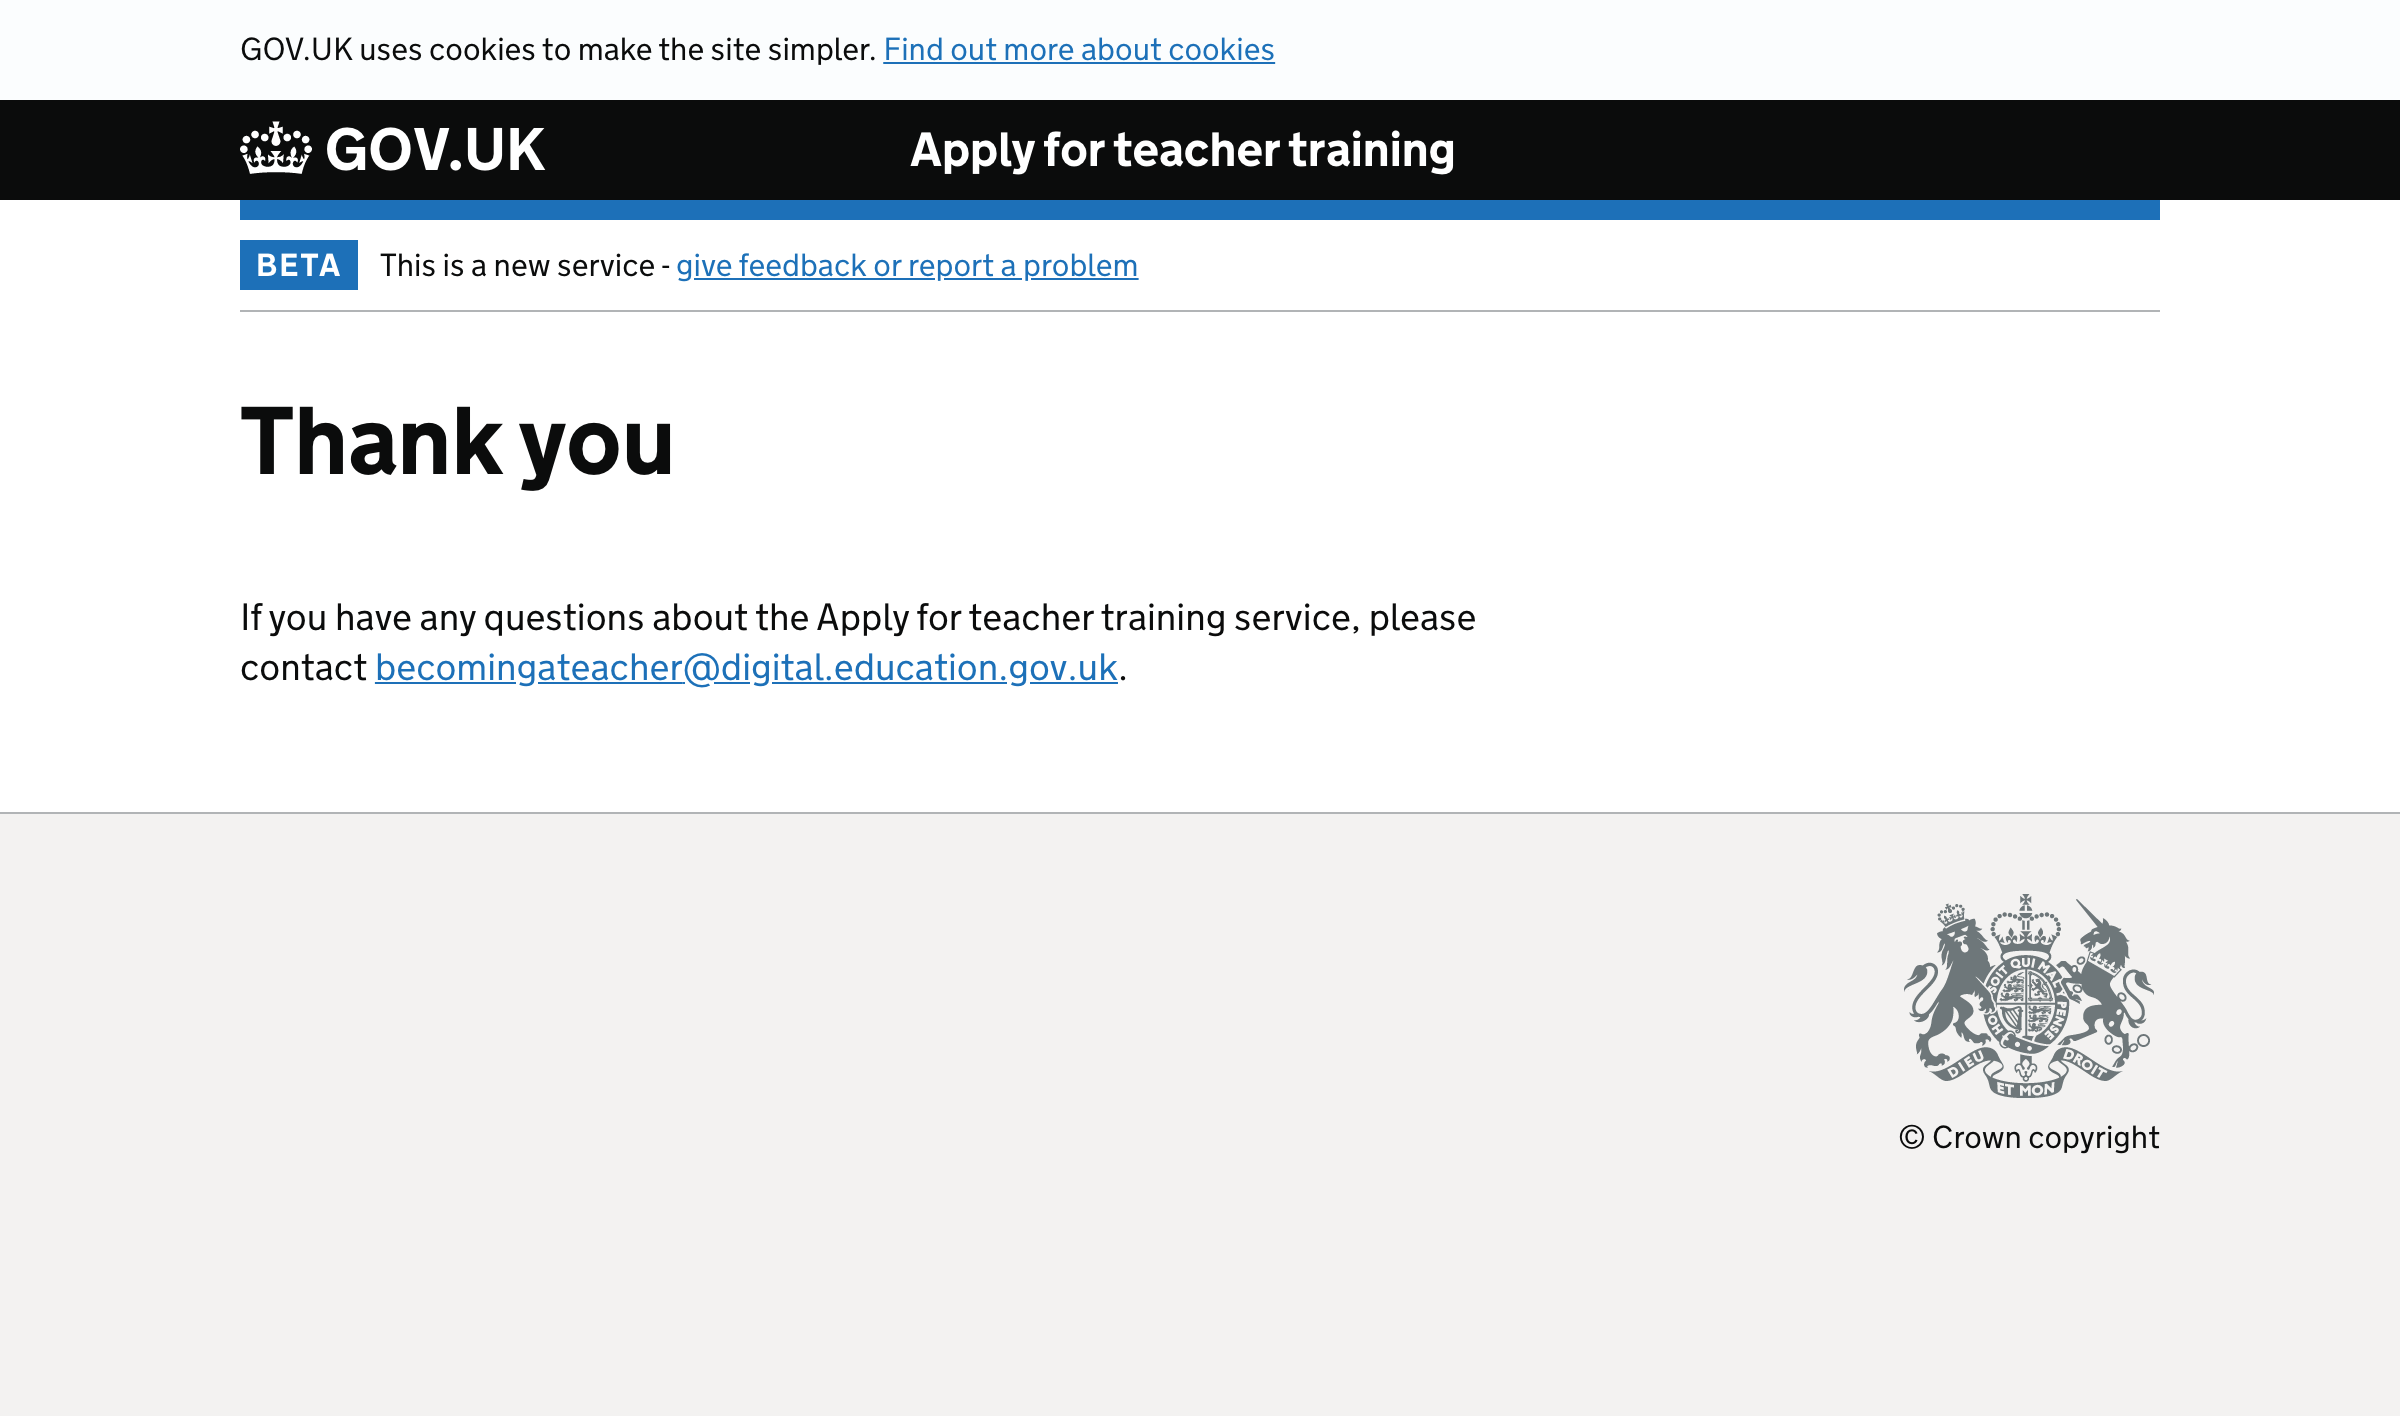 GOV.UK uses cookies to make the site simpler. Find out more about cookies
GOV.UK Apply for teacher training
BETA This is a new service - give feedback or report a problem
Thank you
If you have any questions about the Apply for teacher training service, please
contact becomingateacher@digital.education.gov.uk.
SOIT QUI MAL Y PENSE
HO
DIEU ET MON DROIT
© Crown copyright